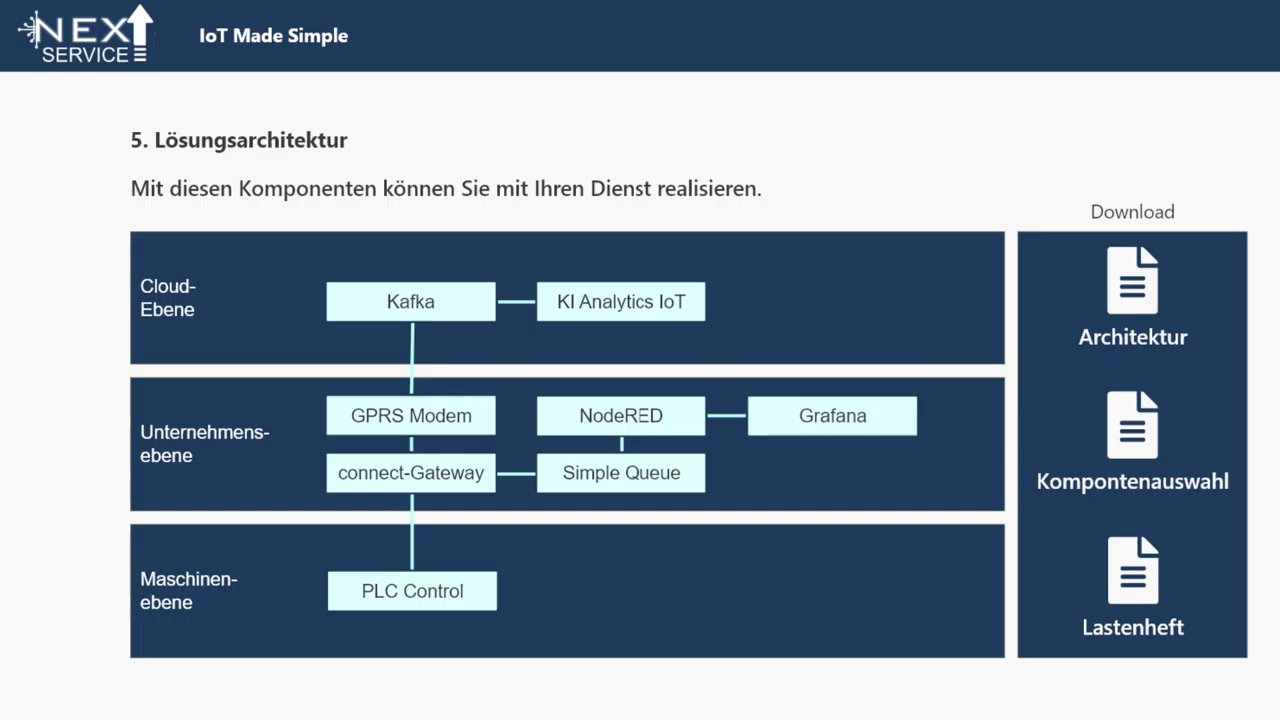 NEXT
SERVICE
IoT Made Simple
5. Lösungsarchitektur
Mit diesen Komponenten können Sie mit Ihren Dienst realisieren.
Download
Cloud-
Ebene
Kafka
KI Analytics IoT
Architektur
Unternehmens-
ebene
GPRS Modem
NodeRED
Grafana
connect-Gateway
Simple Queue
Kompontenauswahl
Maschinen-
ebene
PLC Control
Lastenheft